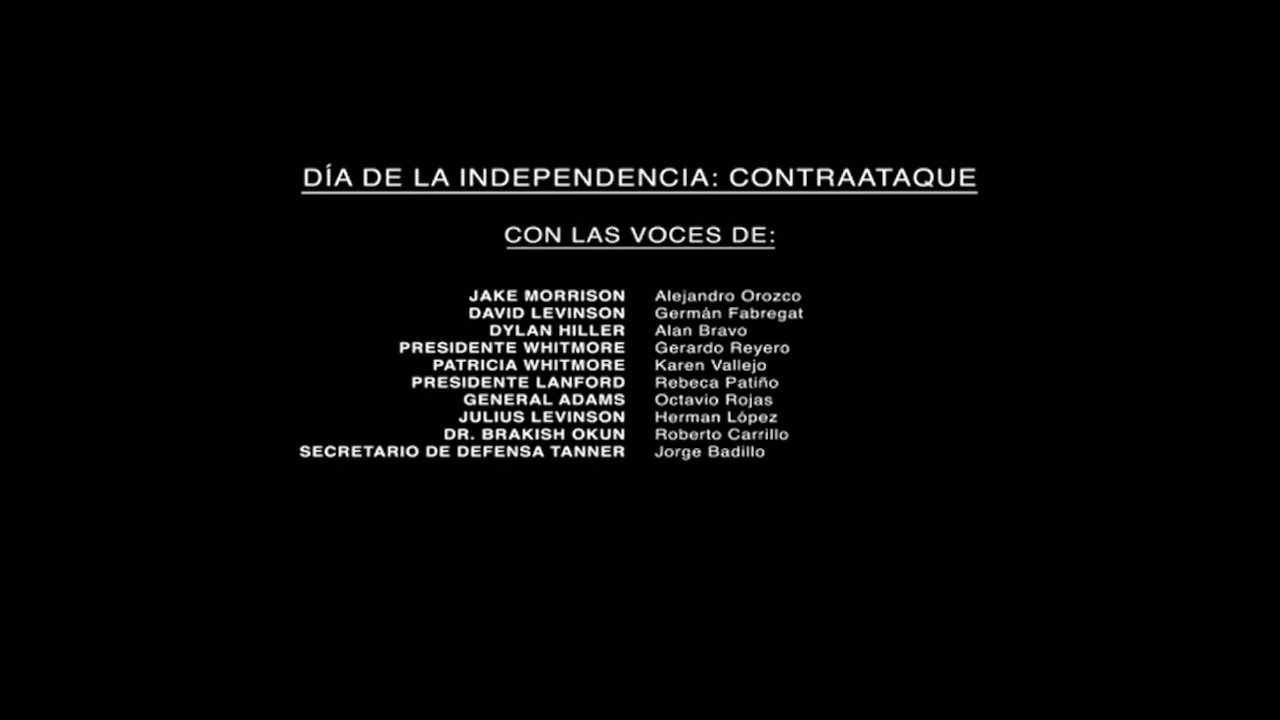 DÍA DE LA INDEPENDENCIA: CONTRAATAQUE
CON LAS VOCES DE:
JAKE MORRISON Alejandro Orozco
DAVID LEVINSON Germán Fabregat
DYLAN HILLER Alan Bravo
PRESIDENTE WHITMORE Gerardo Reyero
PATRICIA WHITMORE Karen Vallejo
PRESIDENTE LANFORD Rebeca Patiño
GENERAL ADAMS Octavio Rojas
JULIUS LEVINSON Herman López
DR. BRAKISH OKUN Roberto Carrillo
SECRETARIO DE DEFENSA TANNER Jorge Badillo